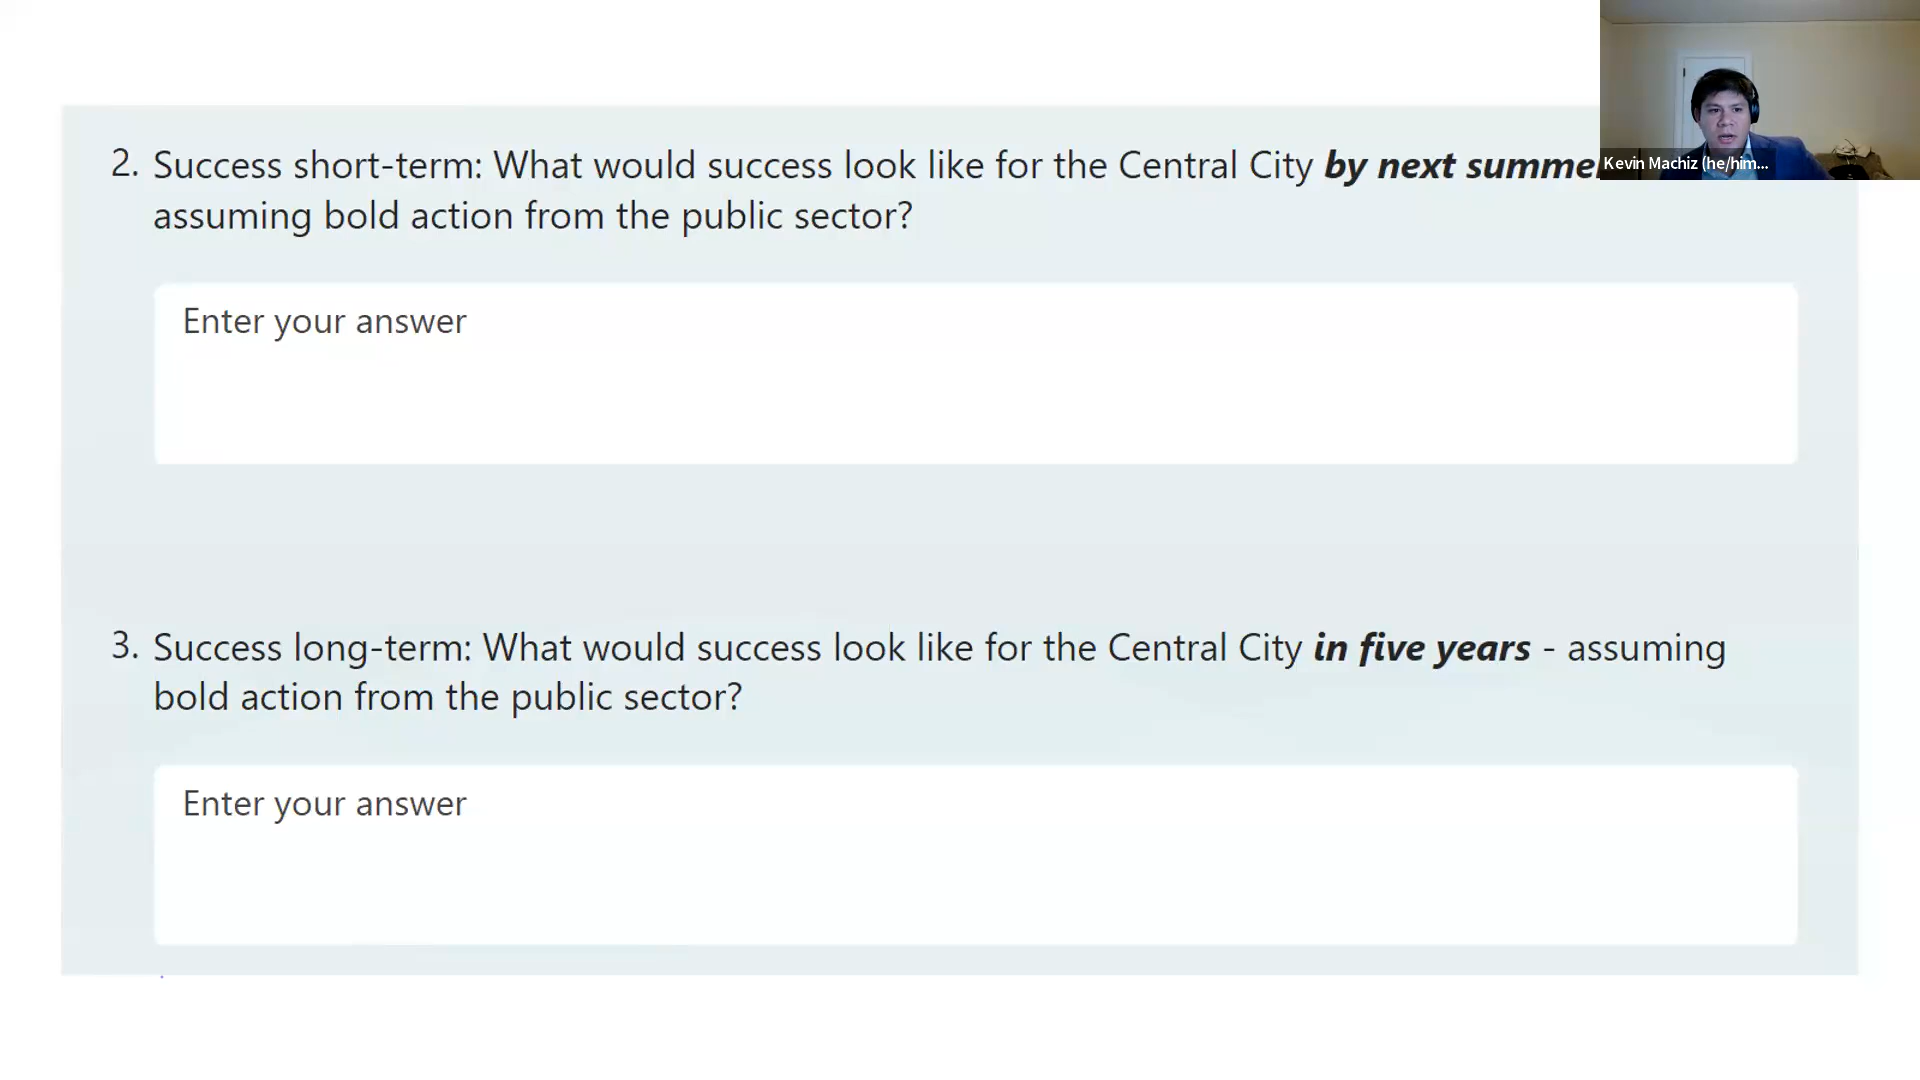 2. Success short-term: What would success look like for the Central City by next summer
assuming bold action from the public sector?
Enter your answer
3. Success long-term: What would success look like for the Central City in five years - assuming
bold action from the public sector?
Enter your answer
Kevin Machiz (he/him...